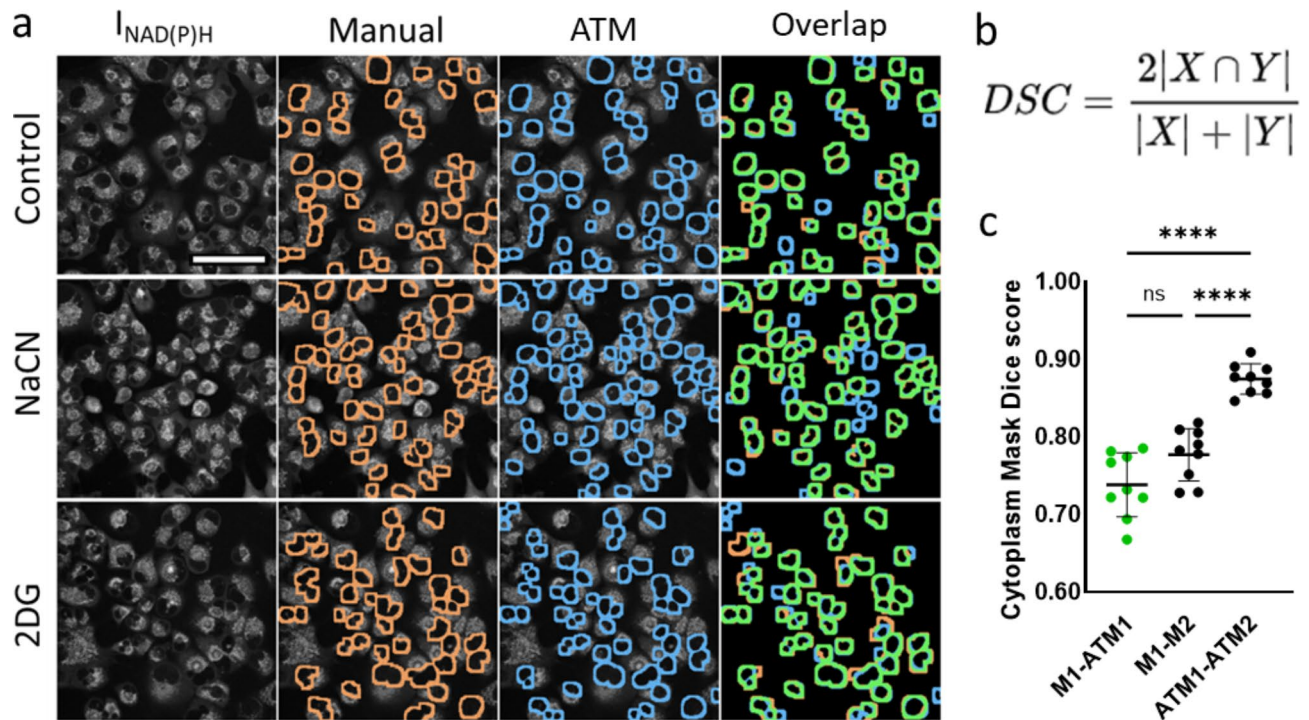 a
I_NAD(P)H Manual ATM Overlap
Control
NaCN
2DG
b
DSC = 2|X ∩ Y| / |X| + |Y|
c
****
ns ****
Cytoplasm Mask Dice score
1.00
0.90
0.80
0.70
0.60
M1-ATM1
M1-M2
ATM1-ATM2